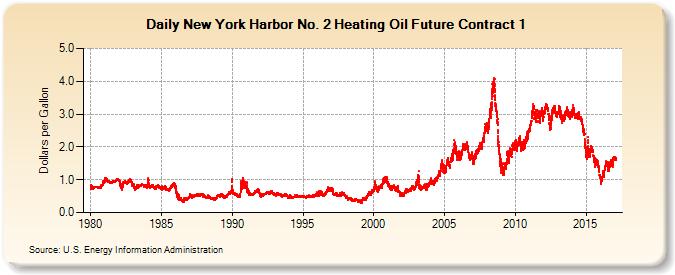 Daily New York Harbor No. 2 Heating Oil Future Contract 1
Dollars per Gallon
5.0
4.0
3.0
2.0
1.0
0.0
1980 1985 1990 1995 2000 2005 2010 2015
Source: U.S. Energy Information Administration